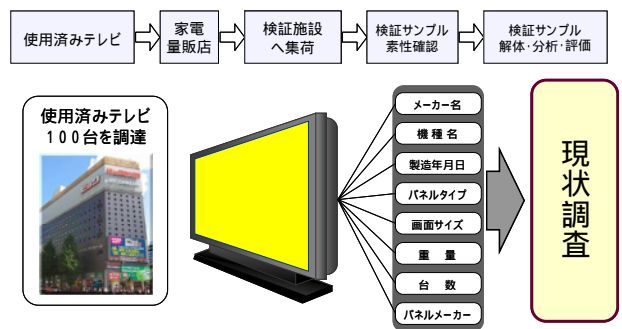 使用済みテレビ
家電
量販店
検証施設
へ集荷
検証サンプル
素性確認
検証サンプル
解体・分析・評価
使用済みテレビ
100台を調達
メーカー名
機種名
製造年月日
パネルタイプ
画面サイズ
重量
台数
パネルメーカー
現状調査